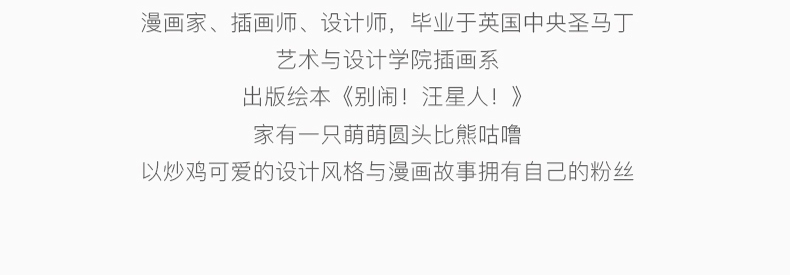 漫画家、插画师、设计师，毕业于英国中央圣马丁
艺术与设计学院插画系
出版绘本《别闹！汪星人！》
家有一只萌萌圆头比熊咕噜
以炒鸡可爱的设计风格与漫画故事拥有自己的粉丝